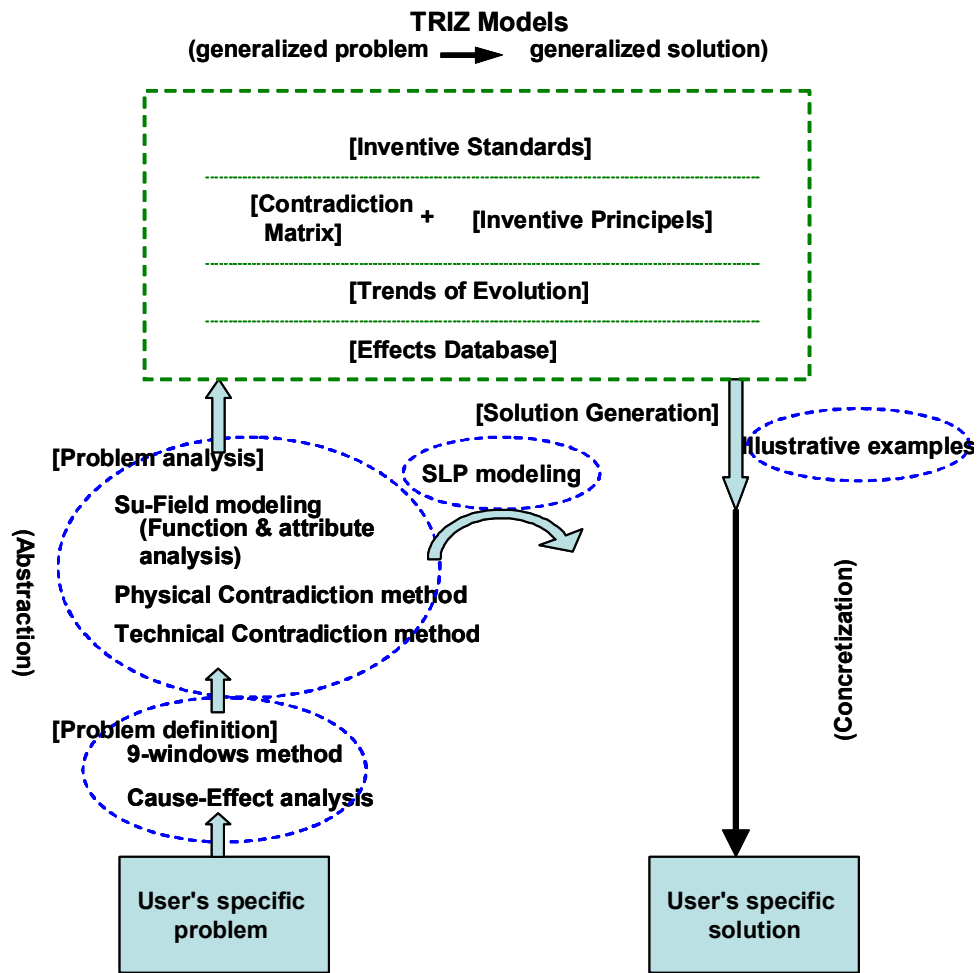 TRIZ Models
(generalized problem generalized solution)
[Inventive Standards]
[Contradiction
Matrix]
+
[Inventive Principels]
[Trends of Evolution]
[Effects Database]
[Solution Generation]
Illustrative examples
[Problem analysis]
SLP modeling
Su-Field modeling
(Function & attribute
analysis)
Physical Contradiction method
Technical Contradiction method
(Abstraction)
(Concretization)
[Problem definition]
9-windows method
Cause-Effect analysis
User's specific
problem
User's specific
solution